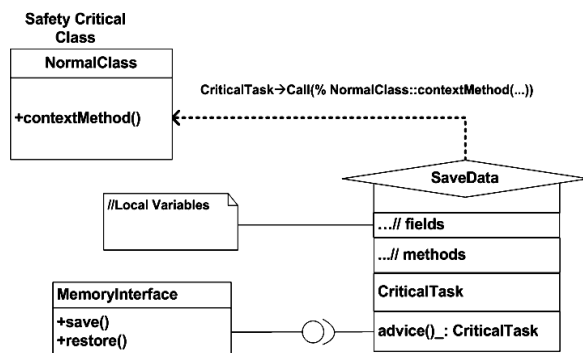 Safety Critical
Class
NormalClass
+contextMethod()
CriticalTask→Call(% NormalClass::contextMethod(...))
SaveData
//Local Variables
...// fields
...// methods
CriticalTask
advice()_: CriticalTask
MemoryInterface
+save()
+restore()